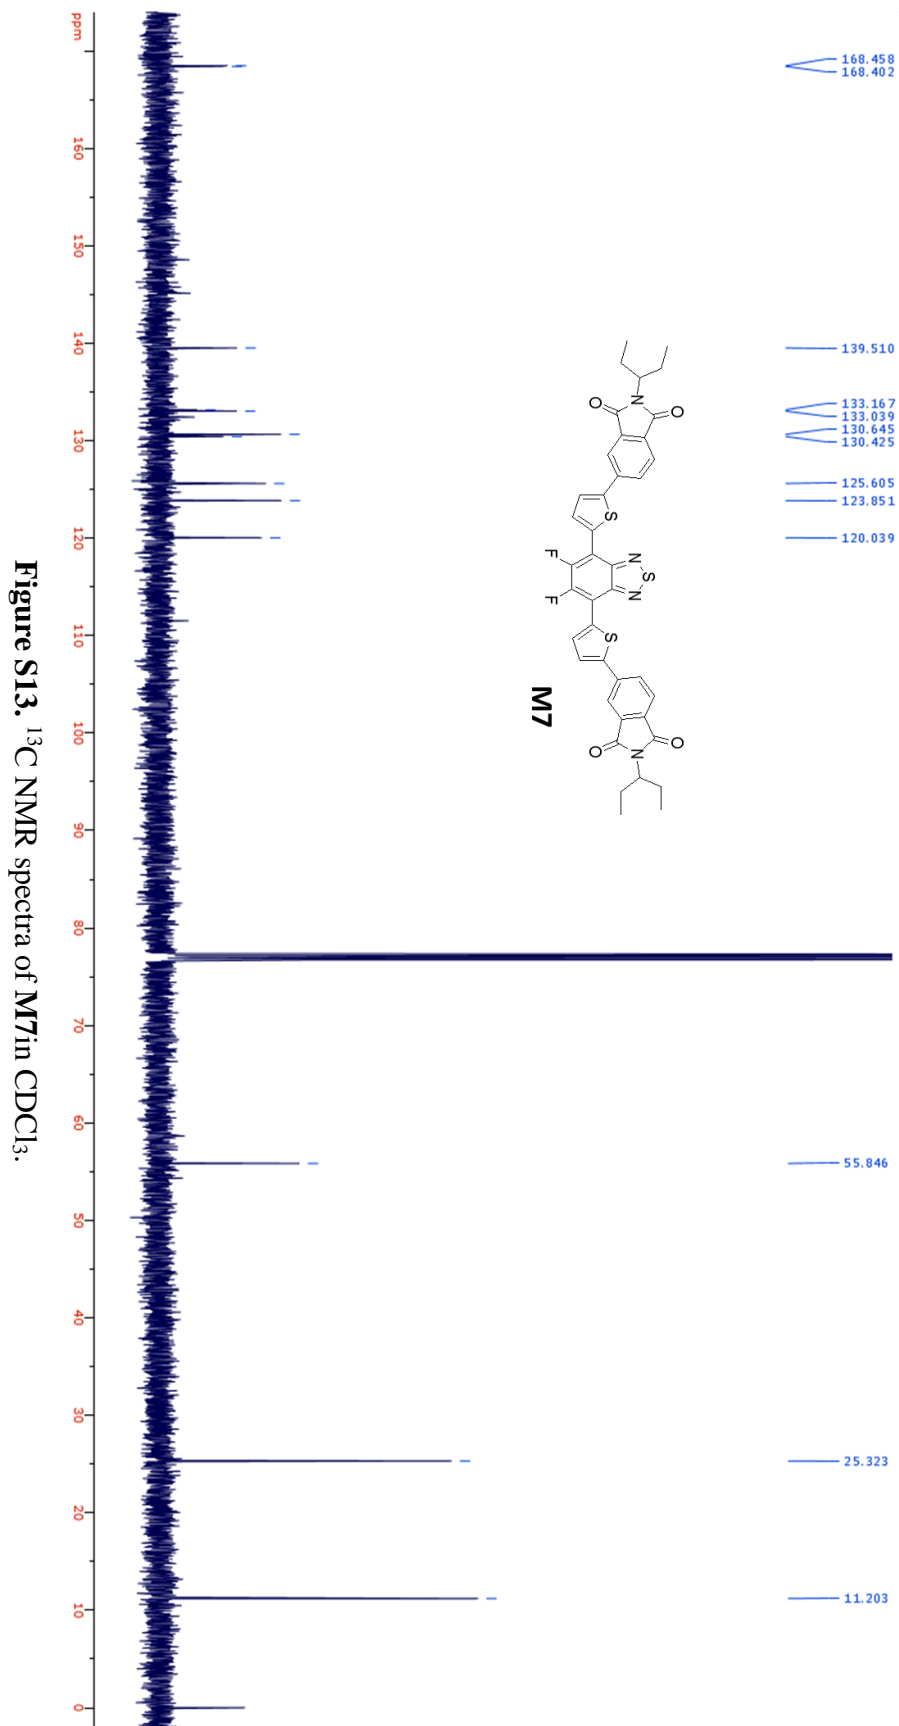 168.458
168.402
139.510
133.167
133.039
130.645
130.425
125.605
123.851
120.039
55.846
25.323
11.203
N
O
O
S
F
F
N
S
N
S
O
O
N
M7
ppm
160
150
140
130
120
110
100
90
80
70
60
50
40
30
20
10
0
Figure S13. ¹³C NMR spectra of M7in CDCl₃.